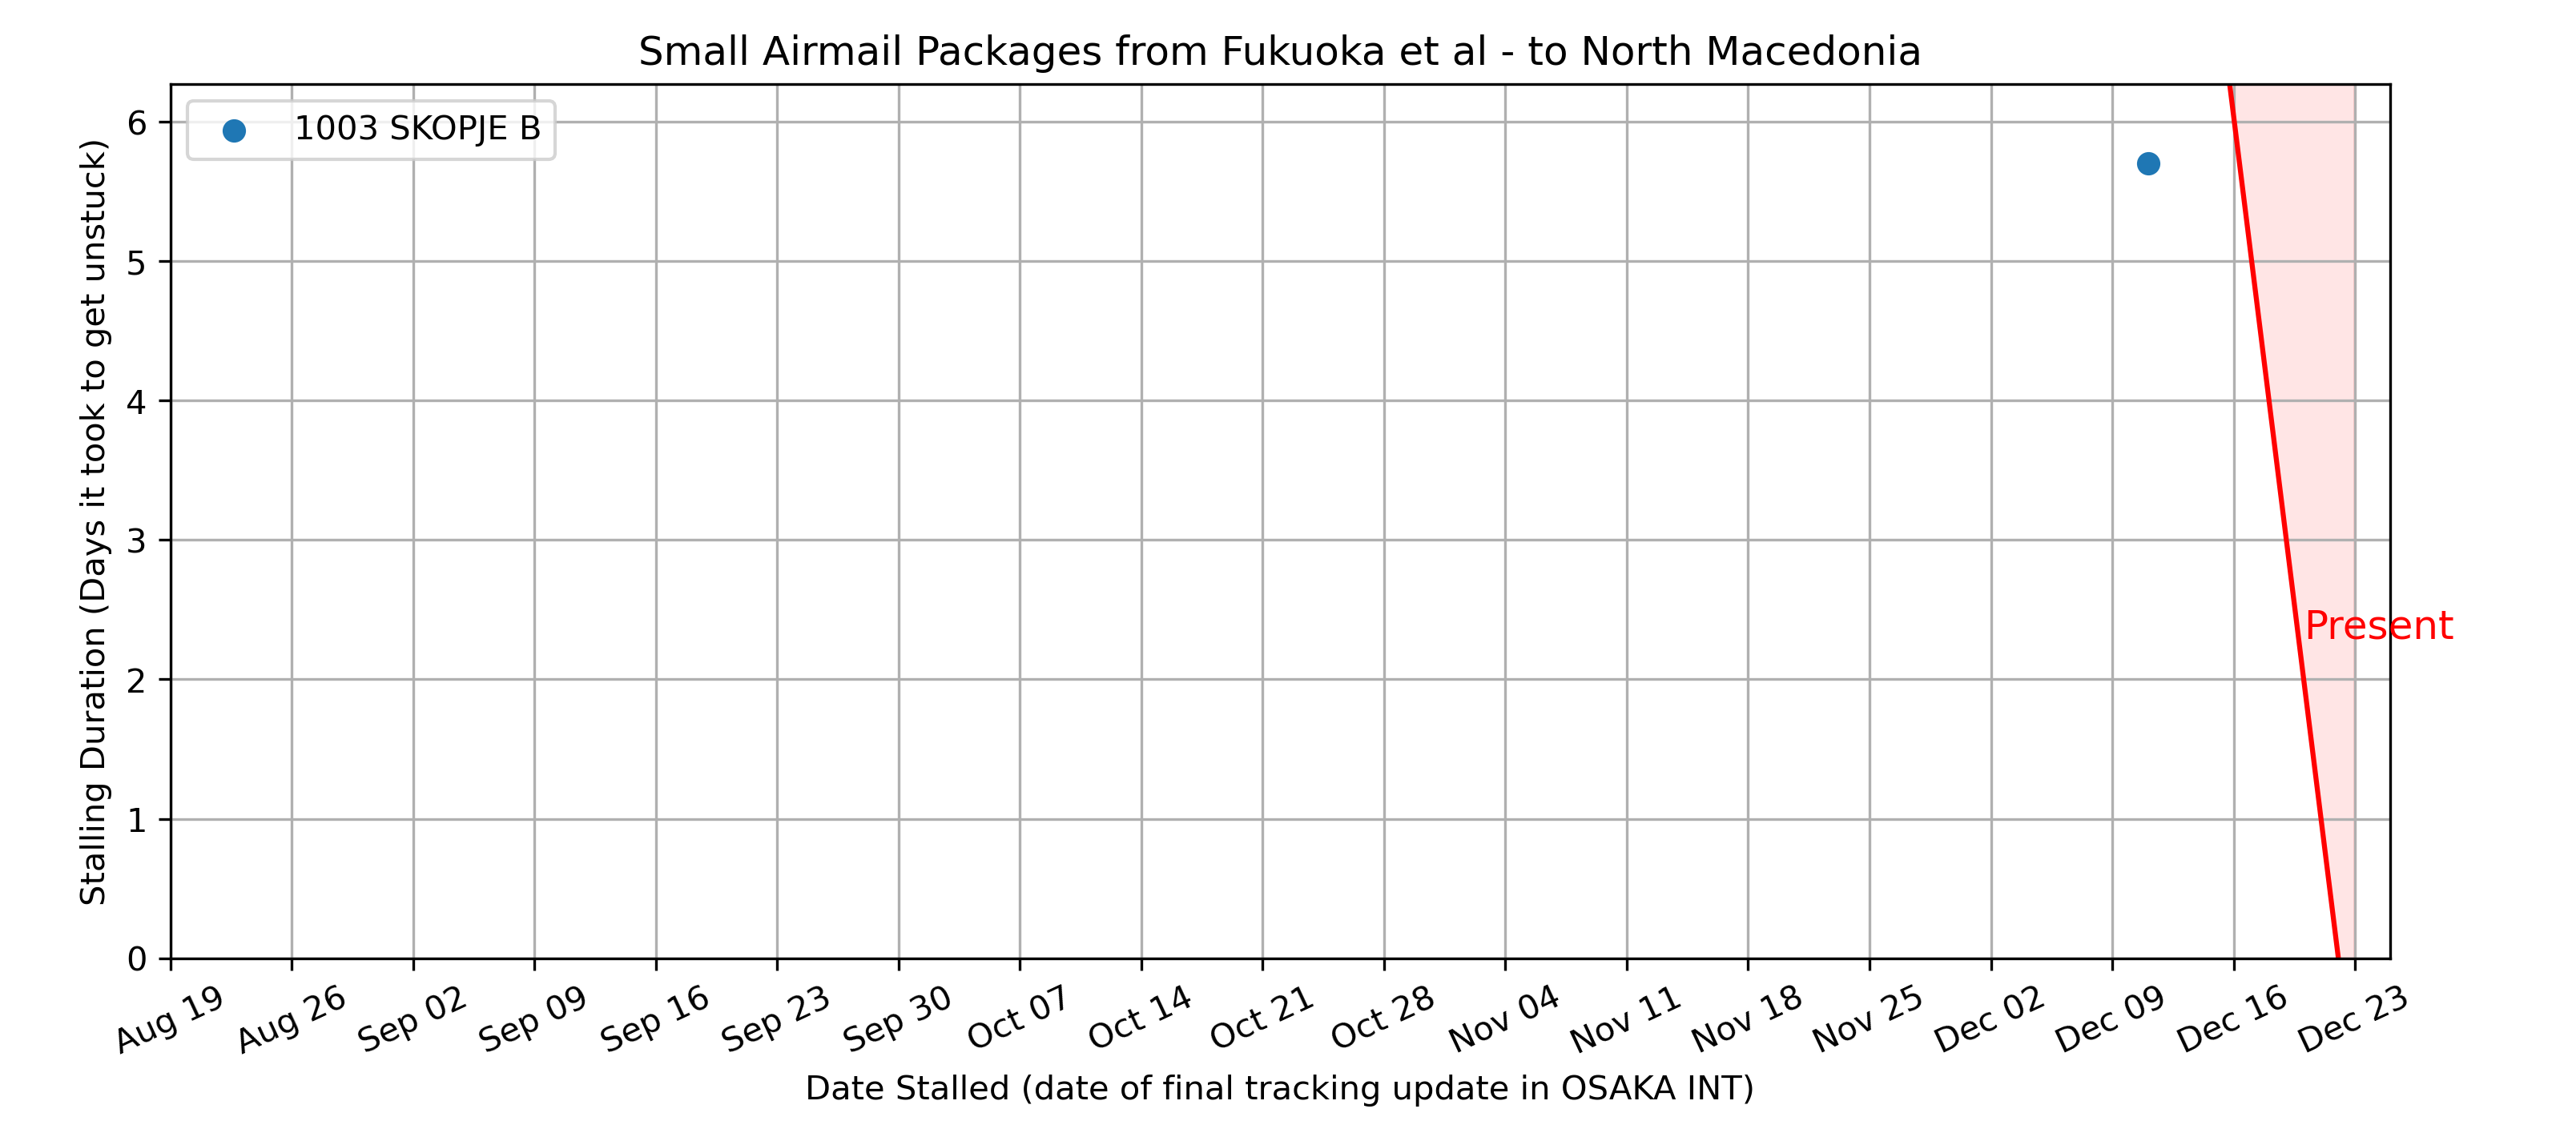 Small Airmail Packages from Fukuoka et al - to North Macedonia
1003 SKOPJE B
Stalling Duration (Days it took to get unstuck)
6
5
4
3
2
1
0
Present
Aug 19
Aug 26
Sep 02
Sep 09
Sep 16
Sep 23
Sep 30
Oct 07
Oct 14
Oct 21
Oct 28
Nov 04
Nov 11
Nov 18
Nov 25
Dec 02
Dec 09
Dec 16
Dec 23
Date Stalled (date of final tracking update in OSAKA INT)